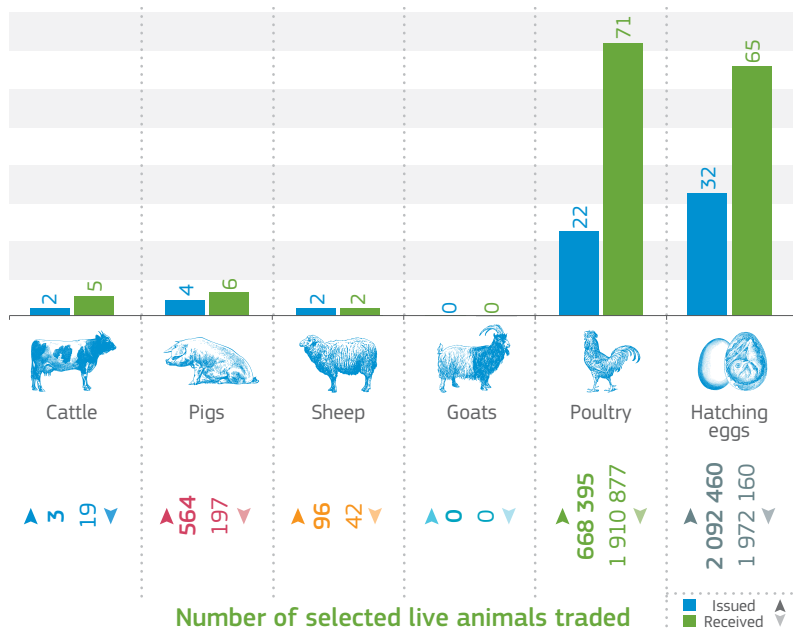 2
5
4
6
2
2
0
0
22
71
32
65
Cattle
Pigs
Sheep
Goats
Poultry
Hatching
eggs
3
19
564
197
96
42
0
0
668 395
1 910 877
2 092 460
1 972 160
Number of selected live animals traded
Issued
Received